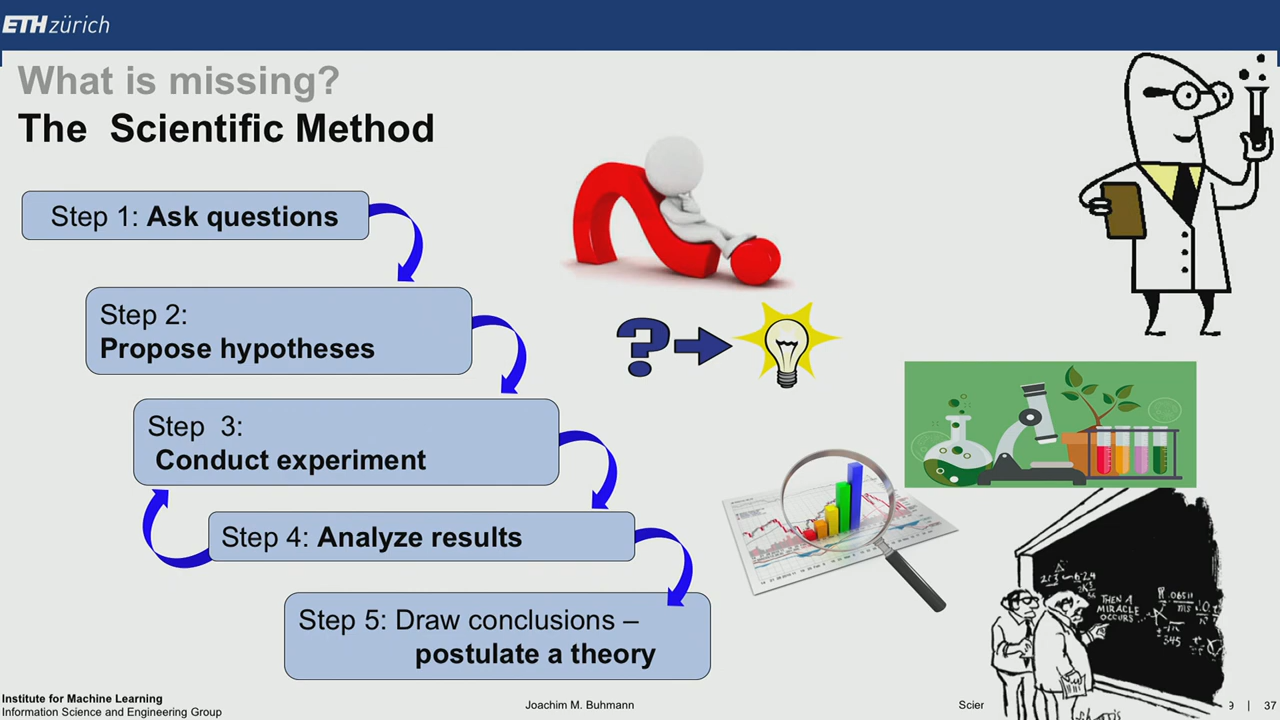 ETH zürich
What is missing?
The Scientific Method
Step 1: Ask questions
Step 2:
Propose hypotheses
Step 3:
Conduct experiment
Step 4: Analyze results
Step 5: Draw conclusions –
postulate a theory
THEN A
MIRACLE
OCCURS
Institute for Machine Learning
Information Science and Engineering Group
Joachim M. Buhmann
9 | 37